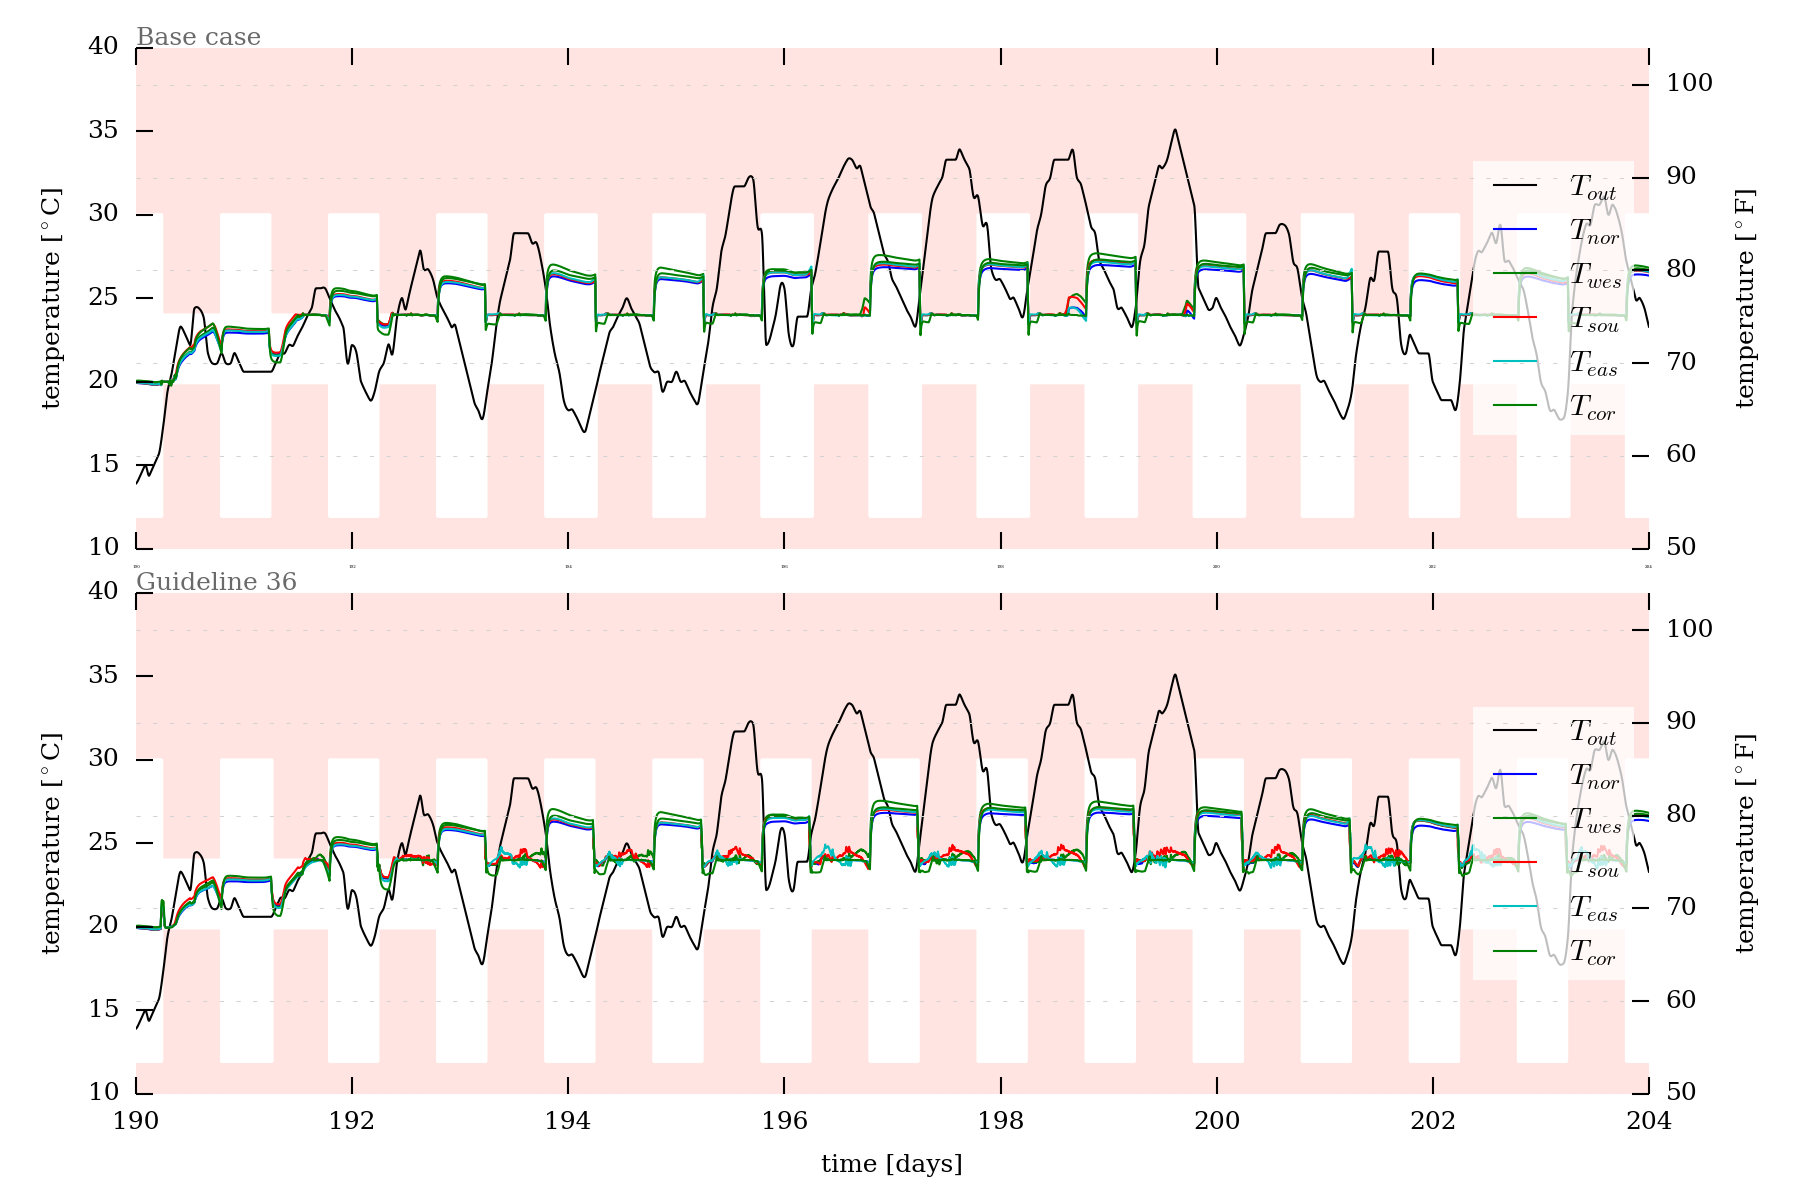 Base case
40
35
30
25
20
15
10
temperature [°C]
100
90
80
70
60
50
temperature [°F]
T_out
T_nor
T_wes
T_sou
T_eas
T_cor
190 192 194 196 198 200 202 204
Guideline 36
40
35
30
25
20
15
10
temperature [°C]
100
90
80
70
60
50
temperature [°F]
T_out
T_nor
T_wes
T_sou
T_eas
T_cor
190 192 194 196 198 200 202 204
time [days]